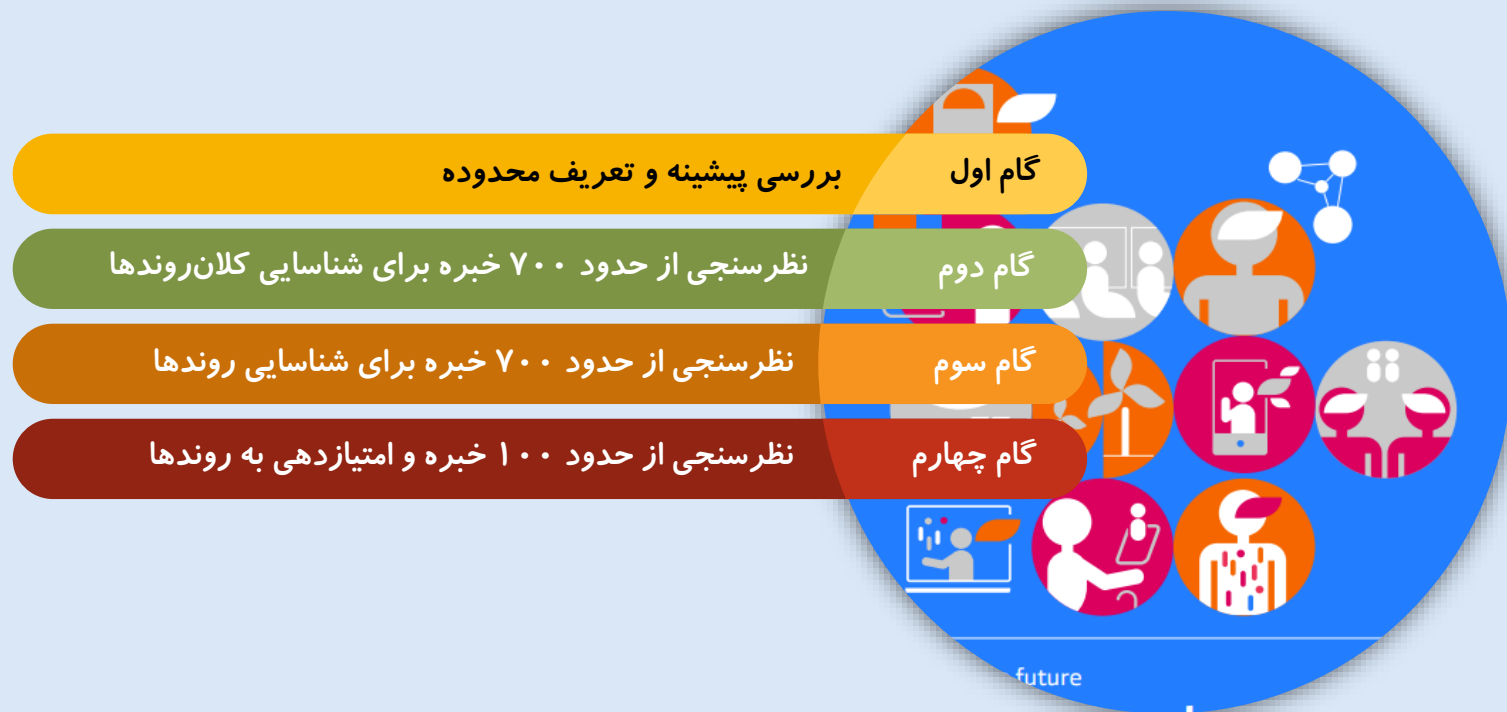 گام اول بررسی پیشینه و تعریف محدوده
گام دوم نظرسنجی از حدود ۷۰۰ خبره برای شناسایی کلان‌روندها
گام سوم نظرسنجی از حدود ۷۰۰ خبره برای شناسایی روندها
گام چهارم نظرسنجی از حدود ۱۰۰ خبره و امتیازدهی به روندها
future